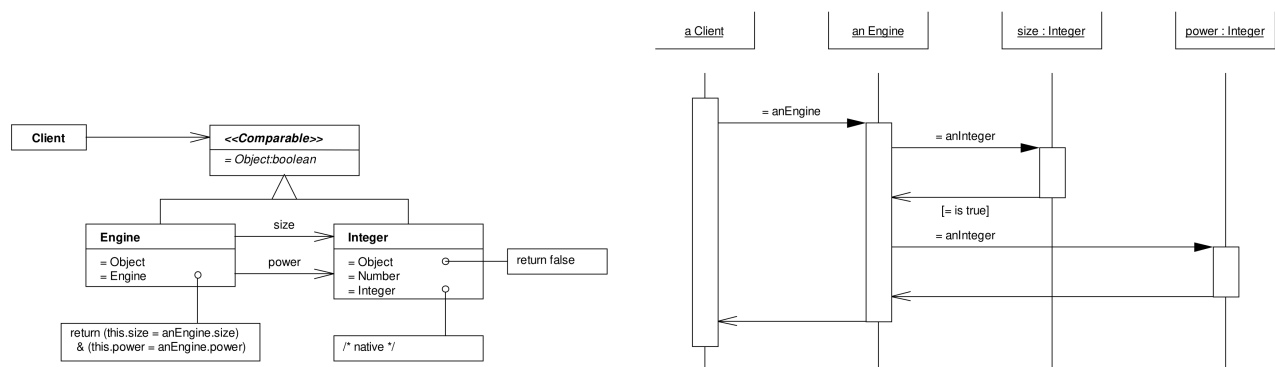 Client
<<Comparable>>
= Object:boolean
Engine
= Object
= Engine
size
power
Integer
= Object
= Number
= Integer
return false
return (this.size = anEngine.size)
& (this.power = anEngine.power)
/* native */
a Client
an Engine
size : Integer
power : Integer
= anEngine
= anInteger
[= is true]
= anInteger